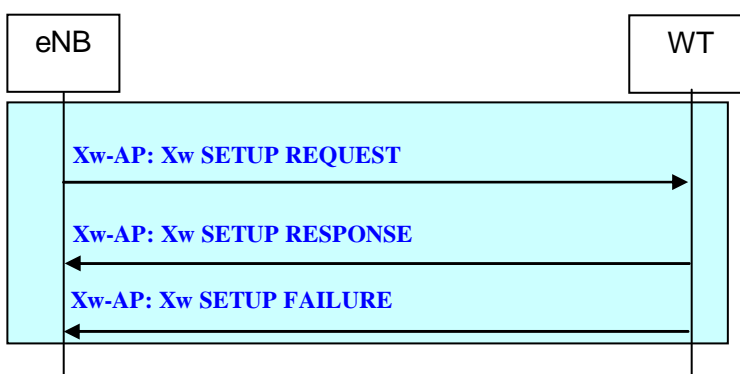 eNB
WT
Xw-AP: Xw SETUP REQUEST
Xw-AP: Xw SETUP RESPONSE
Xw-AP: Xw SETUP FAILURE